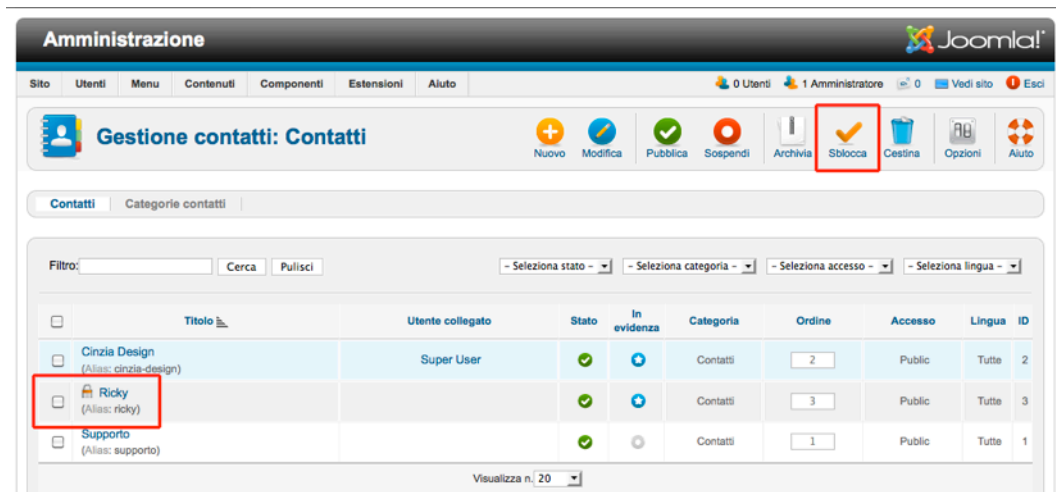 Amministrazione
Joomla!
Sito Utenti Menu Contenuti Componenti Estensioni Aiuto 0 Utenti 1 Amministratore 0 Vedi sito Esci
Gestione contatti: Contatti
Nuovo Modifica Pubblica Sospendi Archivia Sblocca Cestina Opzioni Aiuto
Contatti Categorie contatti
Filtro: Cerca Pulisci - Seleziona stato - - Seleziona categoria - - Seleziona accesso - - Seleziona lingua -
Titolo Utente collegato Stato In evidenza Categoria Ordine Accesso Lingua ID
Cinzia Design Super User Contatti 2 Public Tutte 2
(Alias: cinzia-design)
Ricky Contatti 3 Public Tutte 3
(Alias: ricky)
Supporto Contatti 1 Public Tutte 1
(Alias: supporto)
Visualizza n. 20